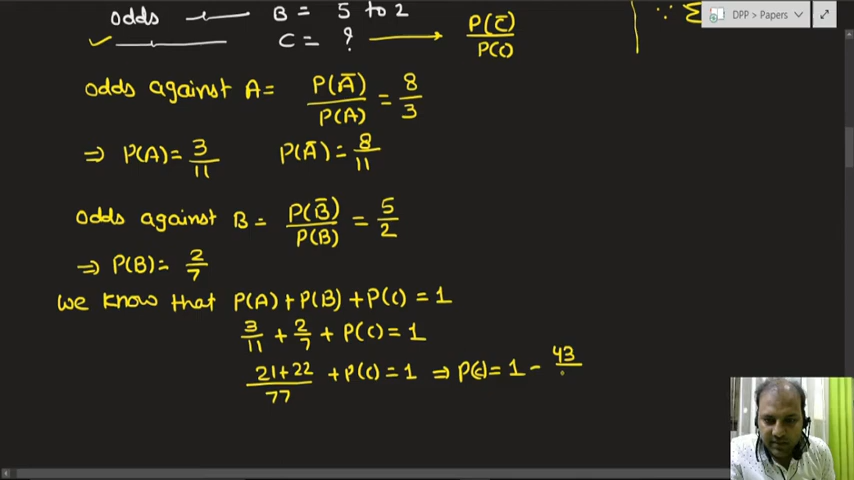 odds B = 5 to 2
C = ? P(C̅)/P(C)
∵ DPP > Papers
odds against A = P(A̅)/P(A) = 8/3
⇒ P(A) = 3/11 P(A̅) = 8/11
odds against B = P(B̅)/P(B) = 5/2
⇒ P(B) = 2/7
we know that P(A) + P(B) + P(C) = 1
3/11 + 2/7 + P(C) = 1
21+22/77 + P(C) = 1 ⇒ P(C) = 1 - 43